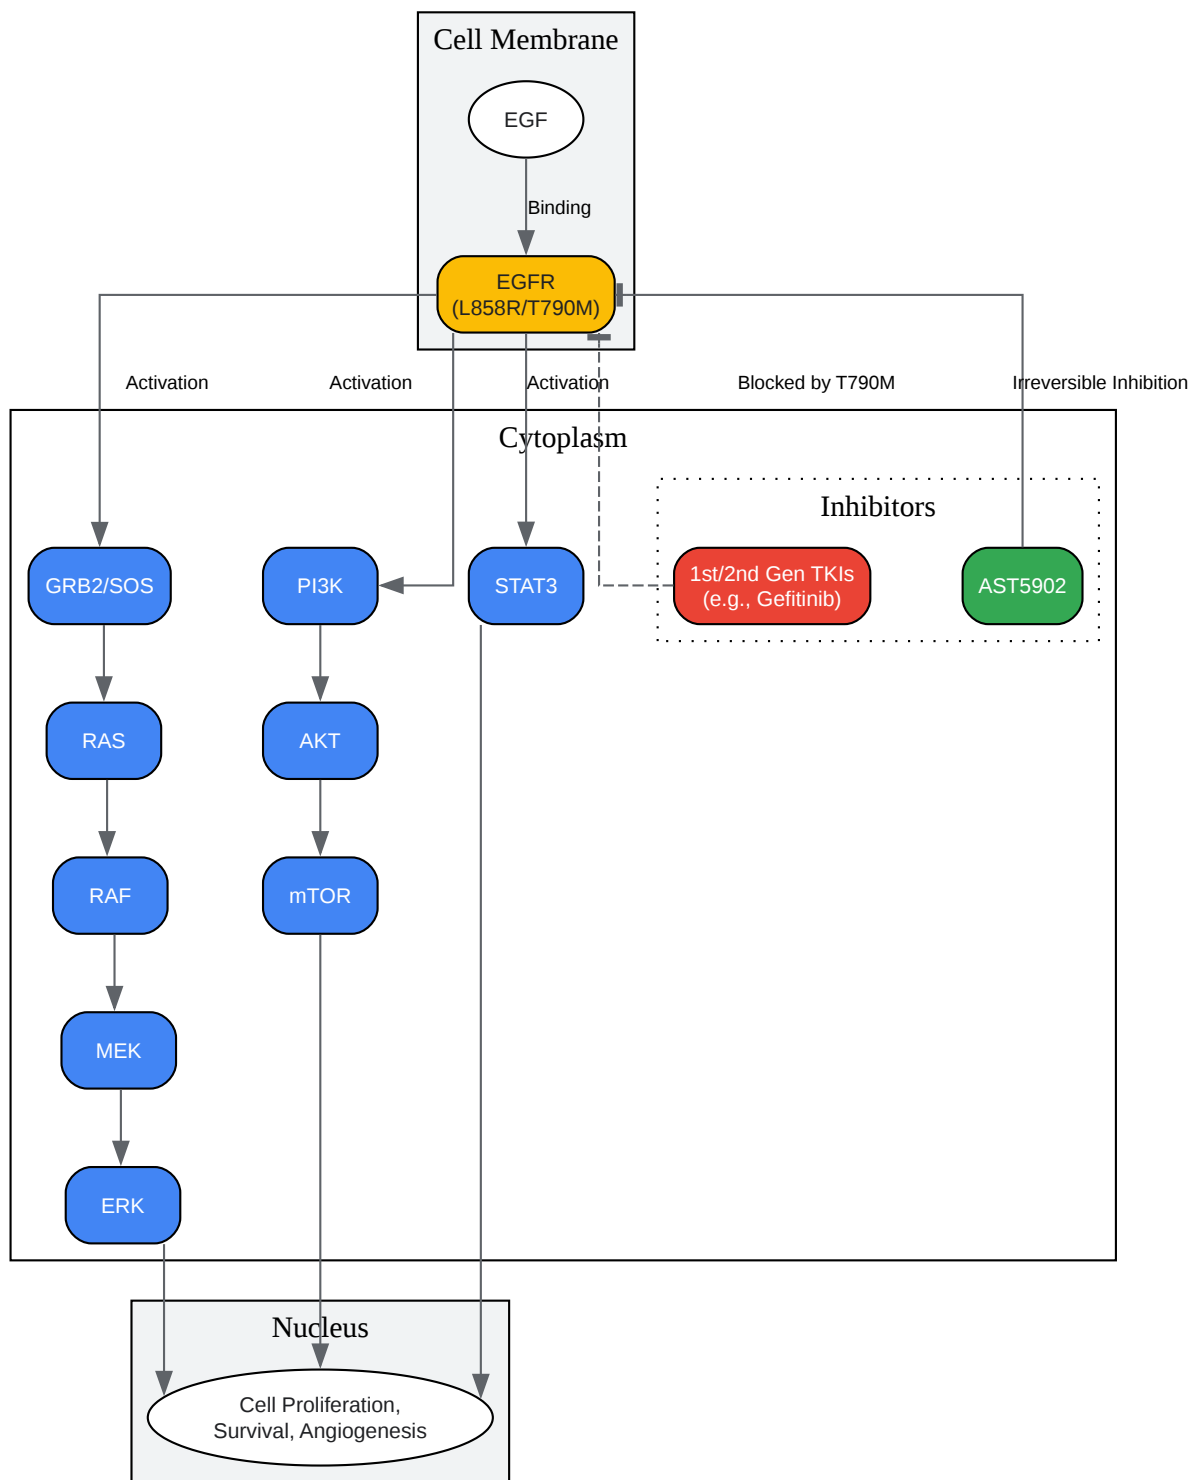 Cell Membrane
EGF
Binding
EGFR
(L858R/T790M)
Activation
Activation
Activation
Blocked by T790M
Irreversible Inhibition
Cytoplasm
Inhibitors
GRB2/SOS
PI3K
STAT3
1st/2nd Gen TKIs
(e.g., Gefitinib)
AST5902
RAS
AKT
RAF
mTOR
MEK
ERK
Nucleus
Cell Proliferation,
Survival, Angiogenesis